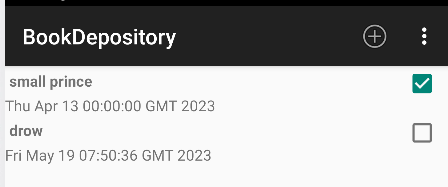 BookDepository
small prince
Thu Apr 13 00:00:00 GMT 2023
drow
Fri May 19 07:50:36 GMT 2023